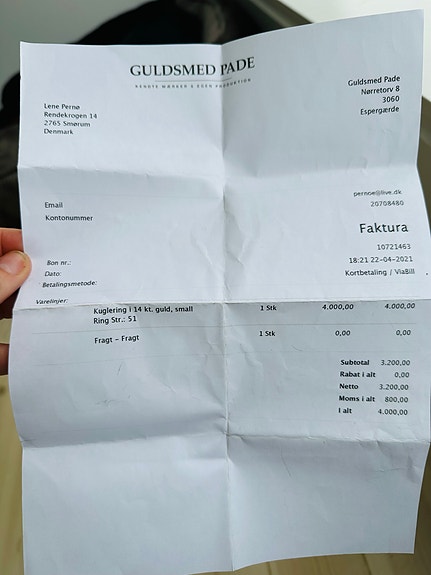 GULDSMED PADE
KENDTE MÆRKER & EGEN PRODUKTION
Guldsmed Pade
Nørretorv 8
3060
Espergærde
Lene Pernø
Rendekrogen 14
2765 Smørum
Denmark
Email pernoe@live.dk
Kontonummer 20708480
Faktura
Bon nr.: 10721463
Dato: 18:21 22-04-2021
Betalingsmetode: Kortbetaling / ViaBill
Varelinjer:
Kuglering i 14 kt. guld, small 1 Stk 4.000,00 4.000,00
Ring Str.: 51
Fragt - Fragt 1 Stk 0,00 0,00
Subtotal 3.200,00
Rabat i alt 0,00
Netto 3.200,00
Moms i alt 800,00
I alt 4.000,00